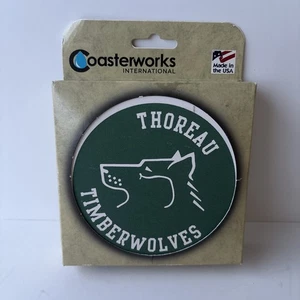 Coasterworks
INTERNATIONAL
Made in
the USA
THOREAU
TIMBERWOLVES